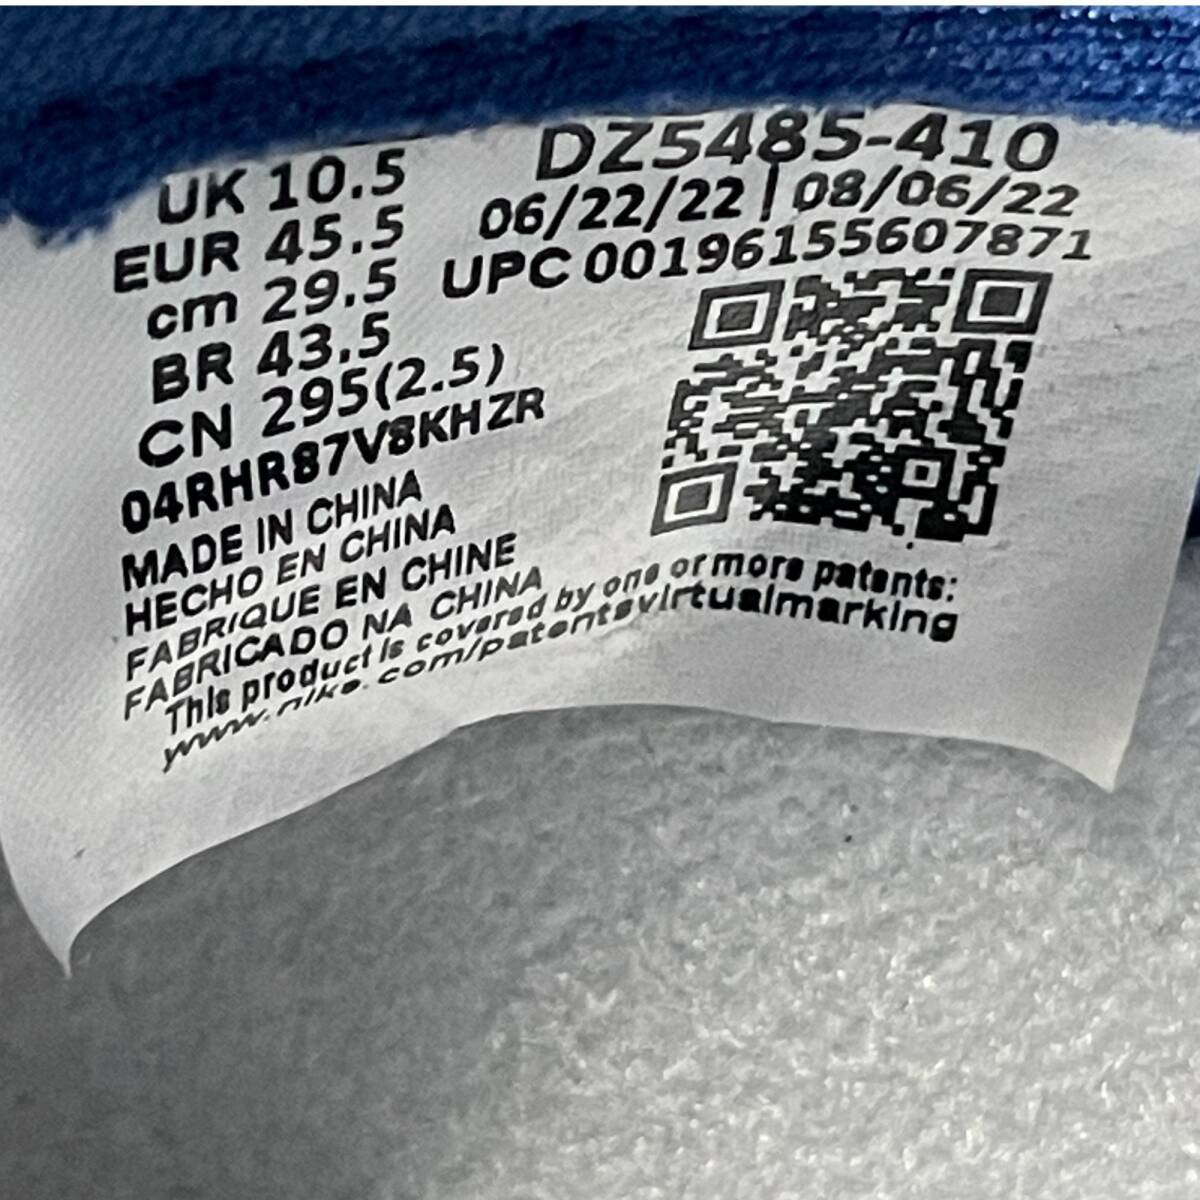 UK 10.5
EUR 45.5
cm 29.5
BR 43.5
CN 295(2.5)
04RHR87V8KHZR
MADE IN CHINA
HECHO EN CHINA
FABRIQUE EN CHINE
FABRICADO NA CHINA
DZ5485-410
06/22/22 | 08/06/22
UPC 00196155607871
This product is covered by one or more patents:
www.nike.com/patentsvirtualmarking